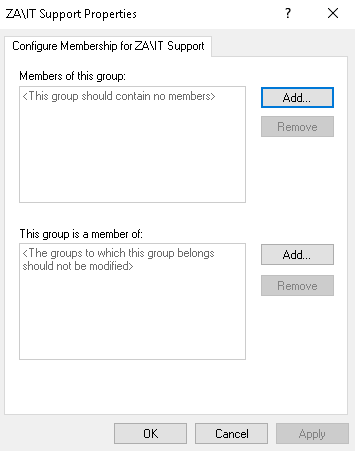 ZA\IT Support Properties
?
Configure Membership for ZA\IT Support
Members of this group:
<This group should contain no members>
Add...
Remove
This group is a member of:
<The groups to which this group belongs
should not be modified>
Add...
Remove
OK
Cancel
Apply